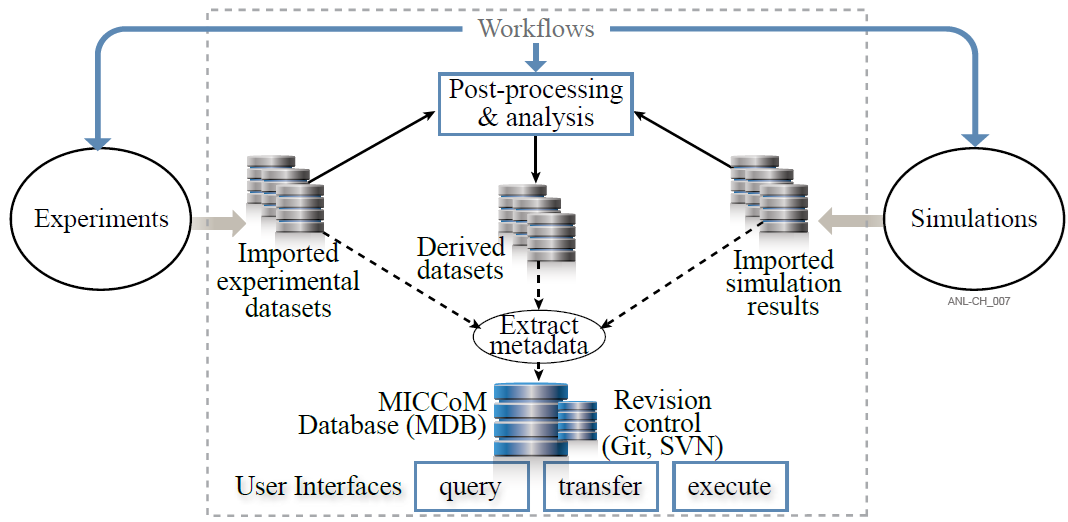 Workflows
Post-processing
& analysis
Experiments
Simulations
Imported
experimental
datasets
Derived
datasets
Imported
simulation
results
ANL-CH_007
Extract
metadata
MICCoM
Database (MDB)
Revision
control
(Git, SVN)
User Interfaces
query
transfer
execute